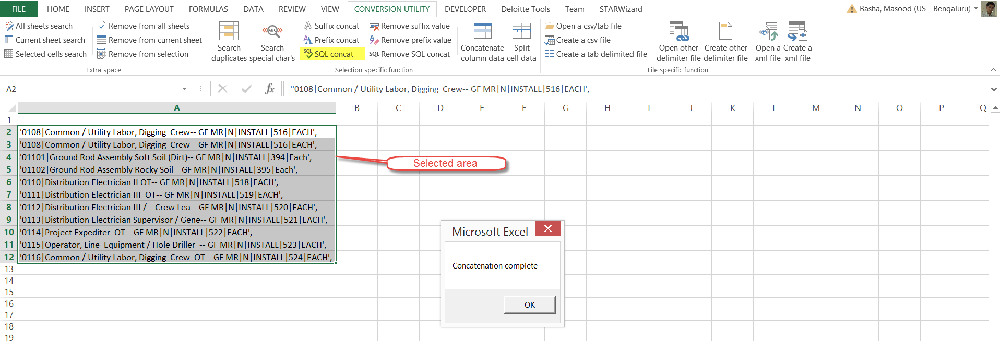 FILE HOME INSERT PAGE LAYOUT FORMULAS DATA REVIEW VIEW CONVERSION UTILITY DEVELOPER Deloitte Tools Team STARWizard Basha, Masood (US - Bengaluru)
All sheets search
Current sheet search
Selected cells search
Remove from all sheets
Remove from current sheet
Remove from selection
Extra space
Search
duplicates
ABC
Search
special char's
Suffix concat
Prefix concat
SQL SQL concat
Remove suffix value
Remove prefix value
SQL Remove SQL concat
Concatenate
column data
Split
cell data
Selection specific function
Open a csv/tab file
Create a csv file
Create a tab delimited file
Open other
delimiter file
Create other
delimiter file
Open a
xml file
Create a
xml file
File specific function
A2 fx ''0108|Common / Utility Labor, Digging  Crew-- GF MR|N|INSTALL|516|EACH',
A B C D E F G H I J K L M N O P Q
1
2 '0108|Common / Utility Labor, Digging  Crew-- GF MR|N|INSTALL|516|EACH',
3 '0108|Common / Utility Labor, Digging  Crew-- GF MR|N|INSTALL|516|EACH',
4 '01101|Ground Rod Assembly Soft Soil (Dirt)-- GF MR|N|INSTALL|394|Each',
Selected area
5 '01102|Ground Rod Assembly Rocky Soil-- GF MR|N|INSTALL|395|Each',
6 '0110|Distribution Electrician II OT-- GF MR|N|INSTALL|518|EACH',
7 '0111|Distribution Electrician III  OT-- GF MR|N|INSTALL|519|EACH',
8 '0112|Distribution Electrician III /    Crew Lea-- GF MR|N|INSTALL|520|EACH',
9 '0113|Distribution Electrician Supervisor / Gene-- GF MR|N|INSTALL|521|EACH',
10 '0114|Project Expediter  OT-- GF MR|N|INSTALL|522|EACH',
11 '0115|Operator, Line  Equipment / Hole Driller  -- GF MR|N|INSTALL|523|EACH',
12 '0116|Common / Utility Labor, Digging  Crew  OT-- GF MR|N|INSTALL|524|EACH',
13
14
15
16
17
18
19
Microsoft Excel
Concatenation complete
OK